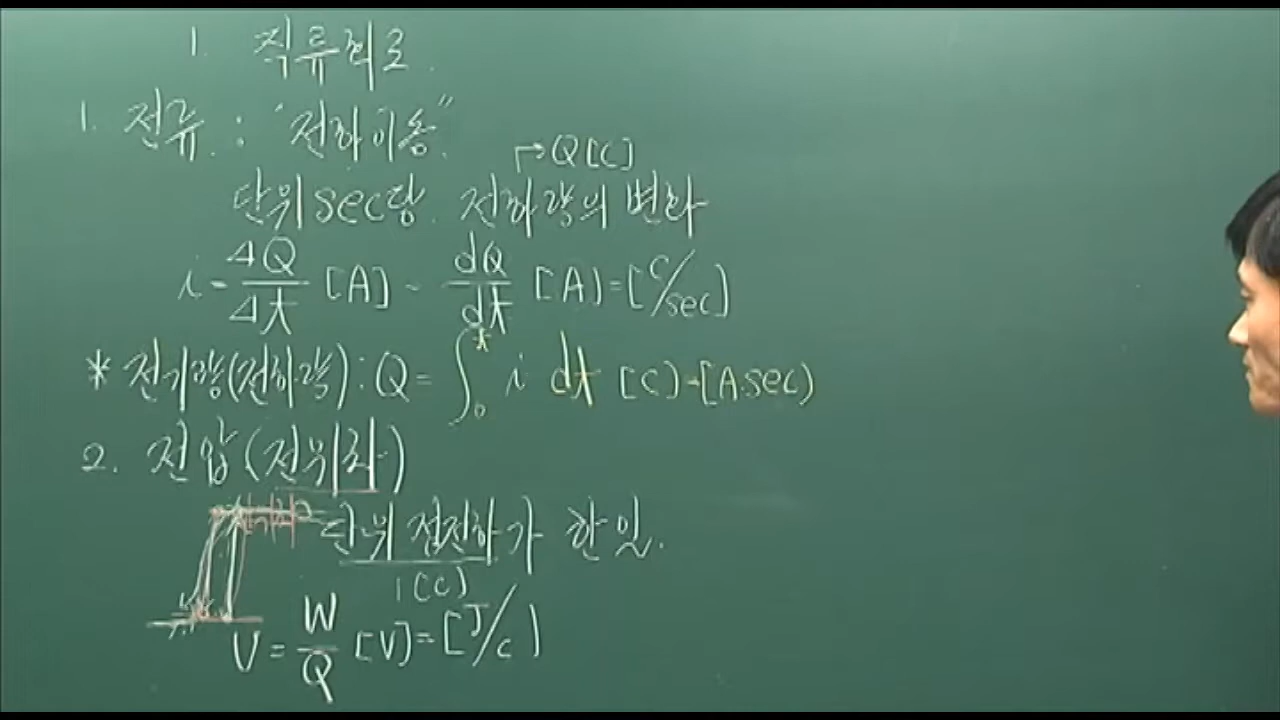 1. 직류회로.
1. 전류. : "전하이동".
→ Q [C]
단위 sec당. 전하량의 변화
i = ΔQ/Δt [A] - dQ/dt [A] = [C/sec]
* 전기량(전하량) : Q = ∫₀ᵗ i dt [C] = [A·sec]
2. 전압 (전위차)
단위 점전하가 한 일.
1[C]
V = W/Q [V] = [J/C]